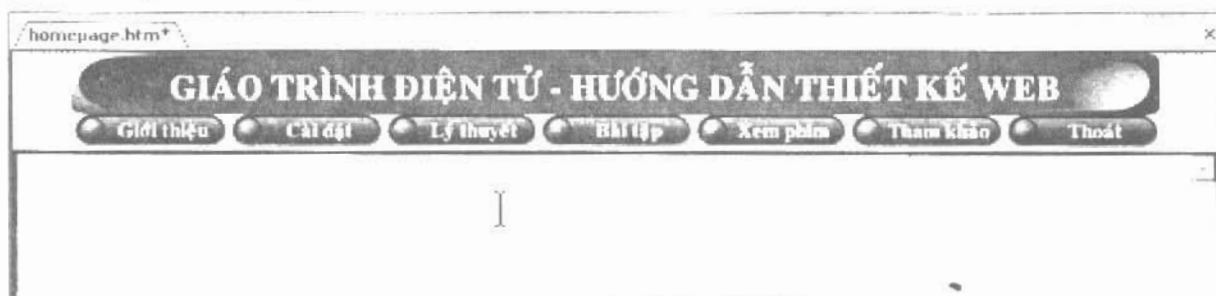 homepage.htm*
GIÁO TRÌNH ĐIỆN TỬ - HƯỚNG DẪN THIẾT KẾ WEB
Giới thiệu Cài đặt Lý thuyết Bài tập Xem phim Tham khảo Thoát